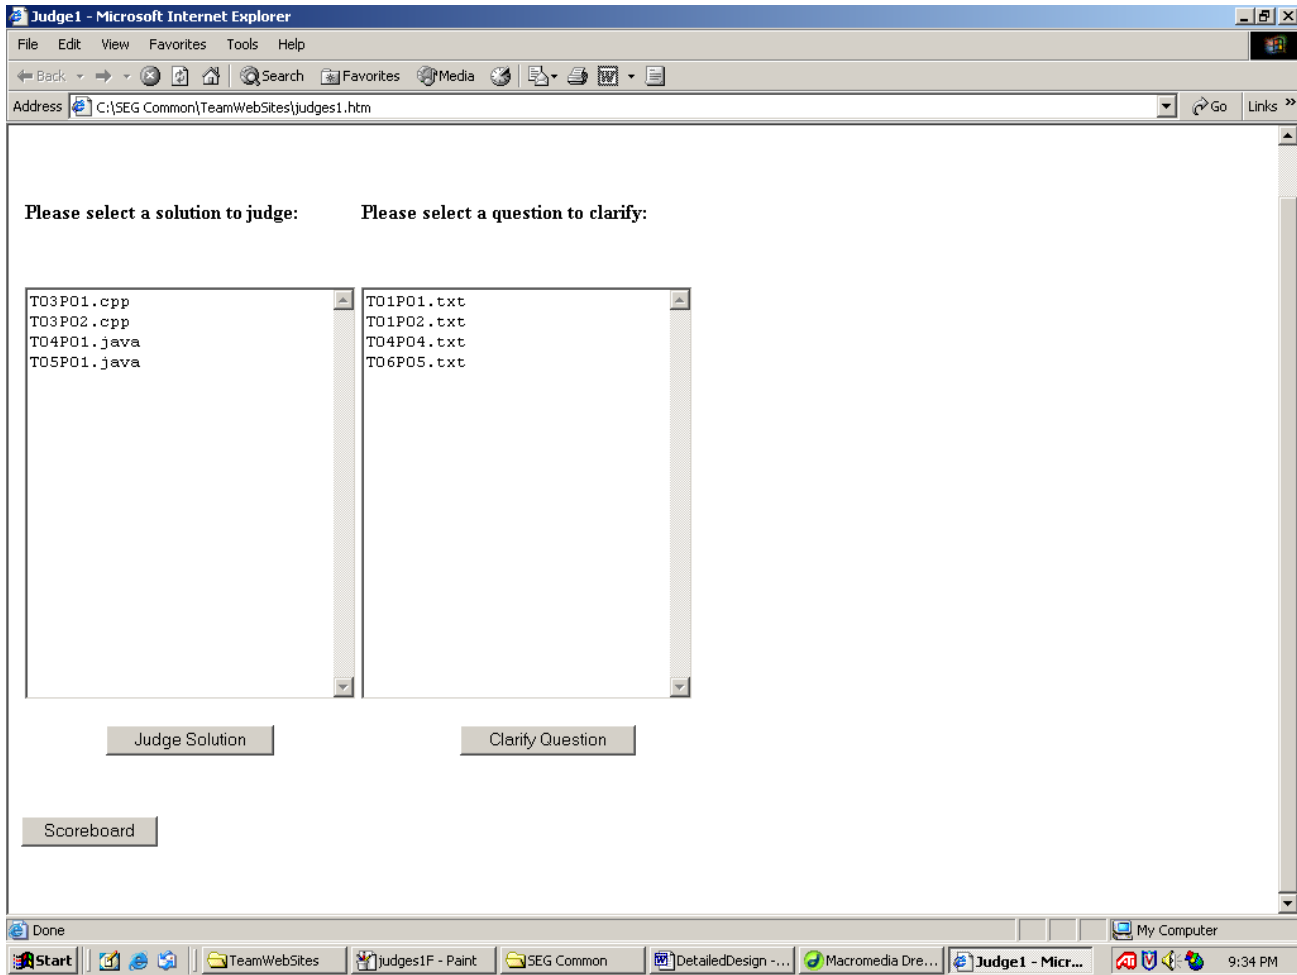 Judge1 - Microsoft Internet Explorer
File Edit View Favorites Tools Help
Back Search Favorites Media
Address C:\SEG Common\TeamWebSites\judges1.htm Go Links »
Please select a solution to judge: Please select a question to clarify:
T03P01.cpp
T03P02.cpp
T04P01.java
T05P01.java
T01P01.txt
T01P02.txt
T04P04.txt
T06P05.txt
Judge Solution Clarify Question
Scoreboard
Done My Computer
Start TeamWebSites judges1F - Paint SEG Common DetailedDesign -... Macromedia Dre... Judge1 - Micr... 9:34 PM